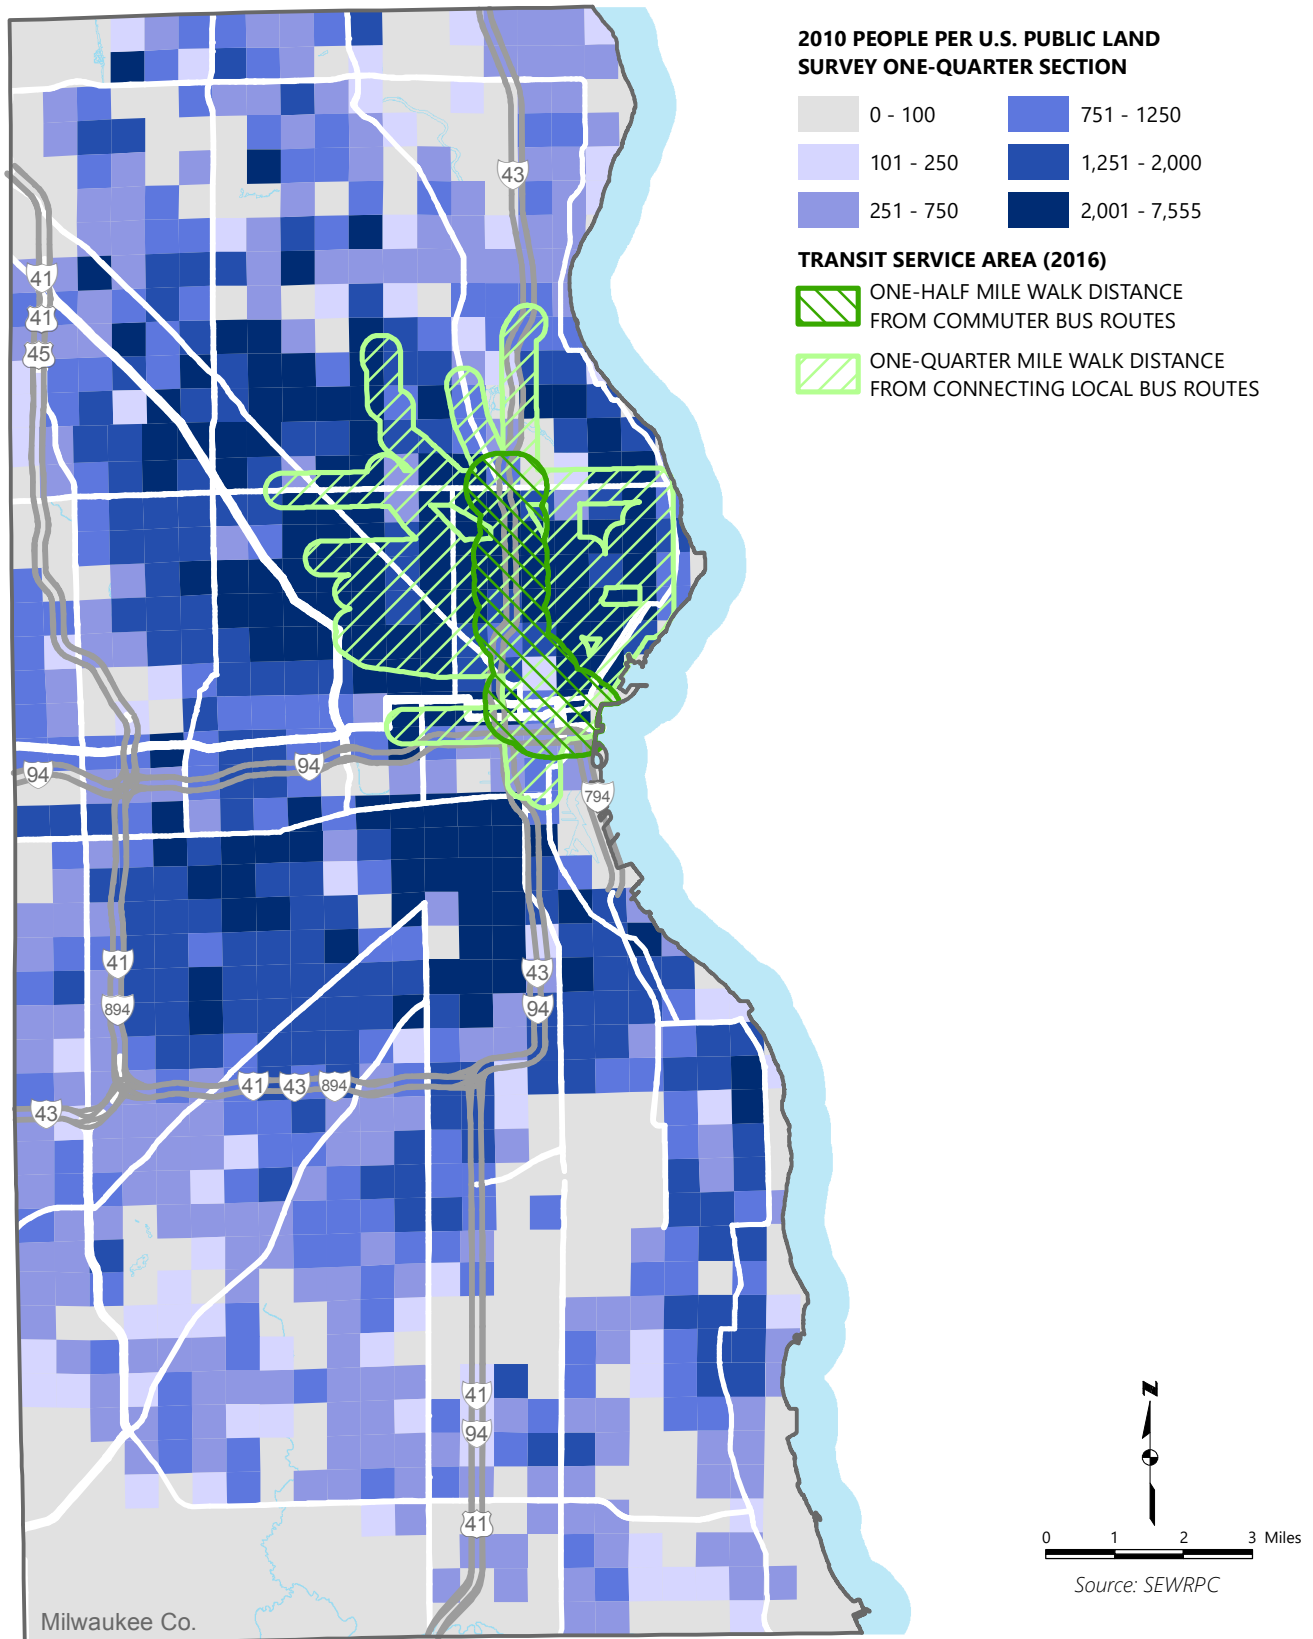 2010 PEOPLE PER U.S. PUBLIC LAND
SURVEY ONE-QUARTER SECTION
0 - 100
751 - 1250
101 - 250
1,251 - 2,000
251 - 750
2,001 - 7,555
TRANSIT SERVICE AREA (2016)
ONE-HALF MILE WALK DISTANCE
FROM COMMUTER BUS ROUTES
ONE-QUARTER MILE WALK DISTANCE
FROM CONNECTING LOCAL BUS ROUTES
43
41
41
45
94
94
794
41
43
894
94
41
43
894
43
41
94
41
N
0 1 2 3 Miles
Source: SEWRPC
Milwaukee Co.